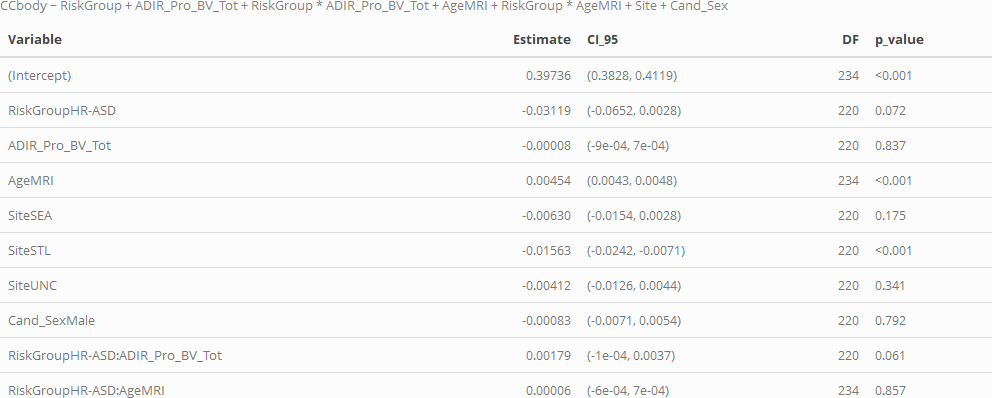 CCbody ~ RiskGroup + ADIR_Pro_BV_Tot + RiskGroup * ADIR_Pro_BV_Tot + AgeMRI + RiskGroup * AgeMRI + Site + Cand_Sex
Variable Estimate CI_95 DF p_value
(Intercept) 0.39736 (0.3828, 0.4119) 234 <0.001
RiskGroupHR-ASD -0.03119 (-0.0652, 0.0028) 220 0.072
ADIR_Pro_BV_Tot -0.00008 (-9e-04, 7e-04) 220 0.837
AgeMRI 0.00454 (0.0043, 0.0048) 234 <0.001
SiteSEA -0.00630 (-0.0154, 0.0028) 220 0.175
SiteSTL -0.01563 (-0.0242, -0.0071) 220 <0.001
SiteUNC -0.00412 (-0.0126, 0.0044) 220 0.341
Cand_SexMale -0.00083 (-0.0071, 0.0054) 220 0.792
RiskGroupHR-ASD:ADIR_Pro_BV_Tot 0.00179 (-1e-04, 0.0037) 220 0.061
RiskGroupHR-ASD:AgeMRI 0.00006 (-6e-04, 7e-04) 234 0.857